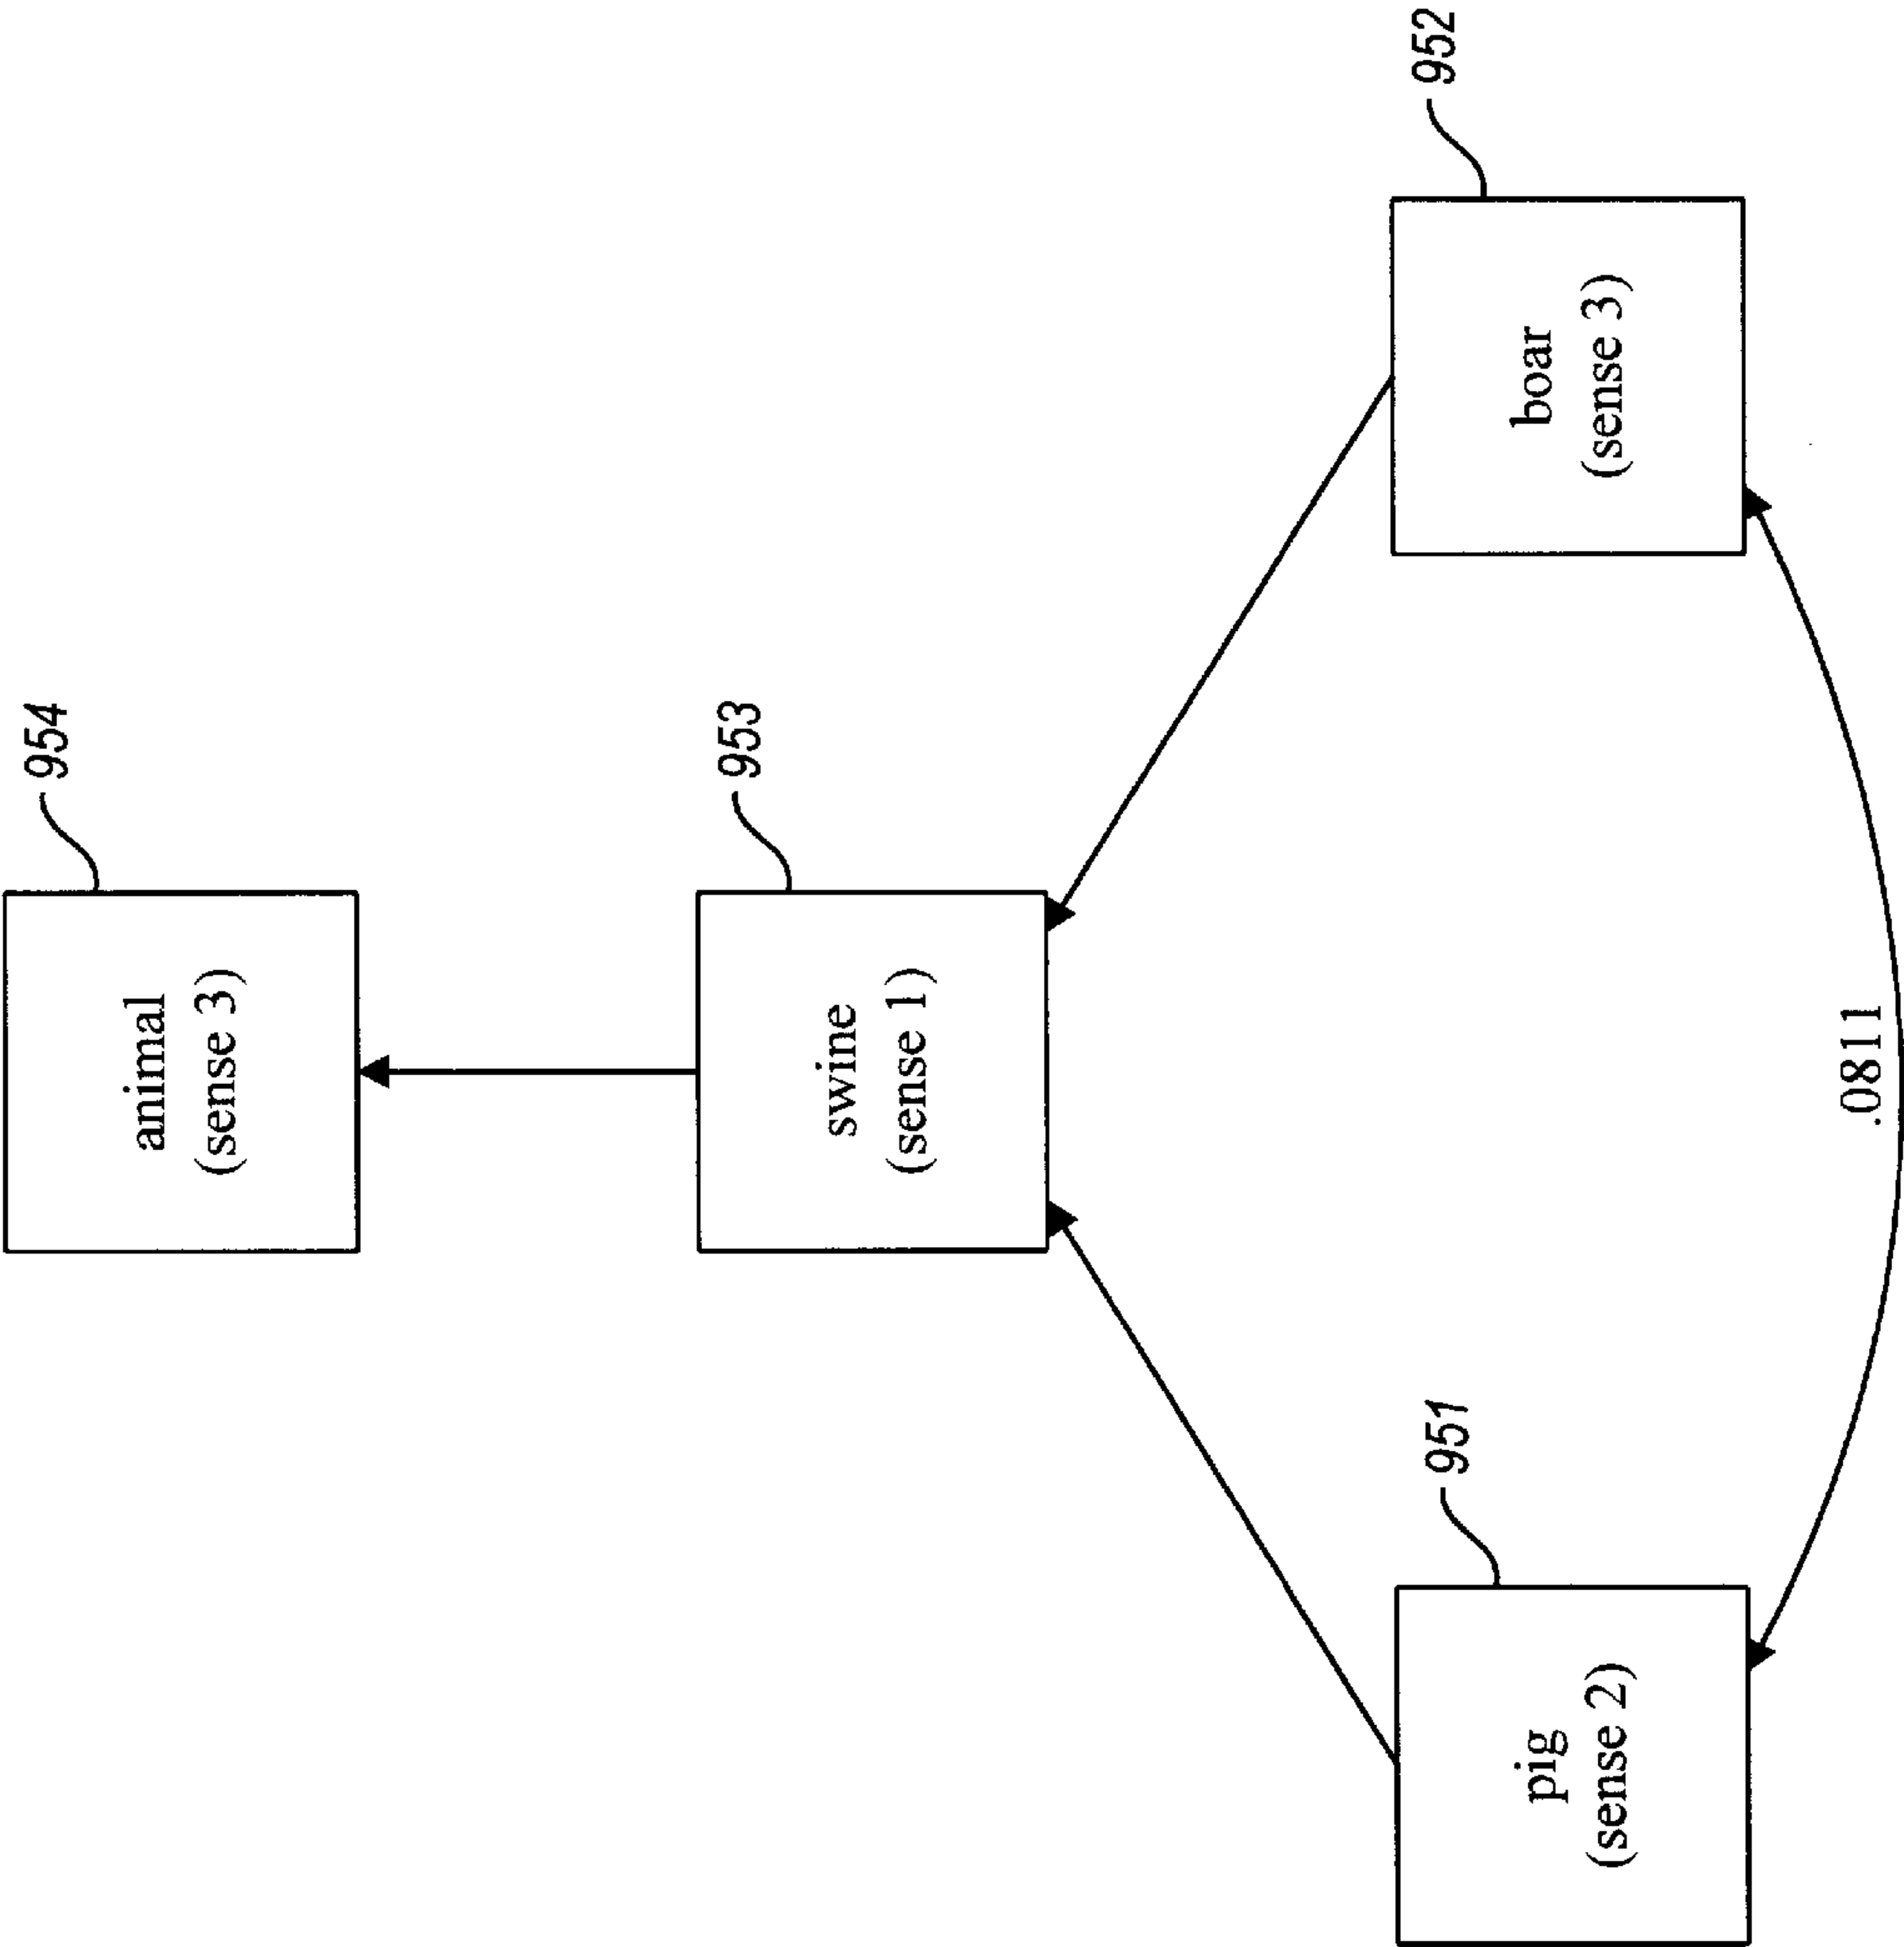 954
animal
(sense 3)
953
swine
(sense 1)
951
pig
(sense 2)
952
boar
(sense 3)
.0811